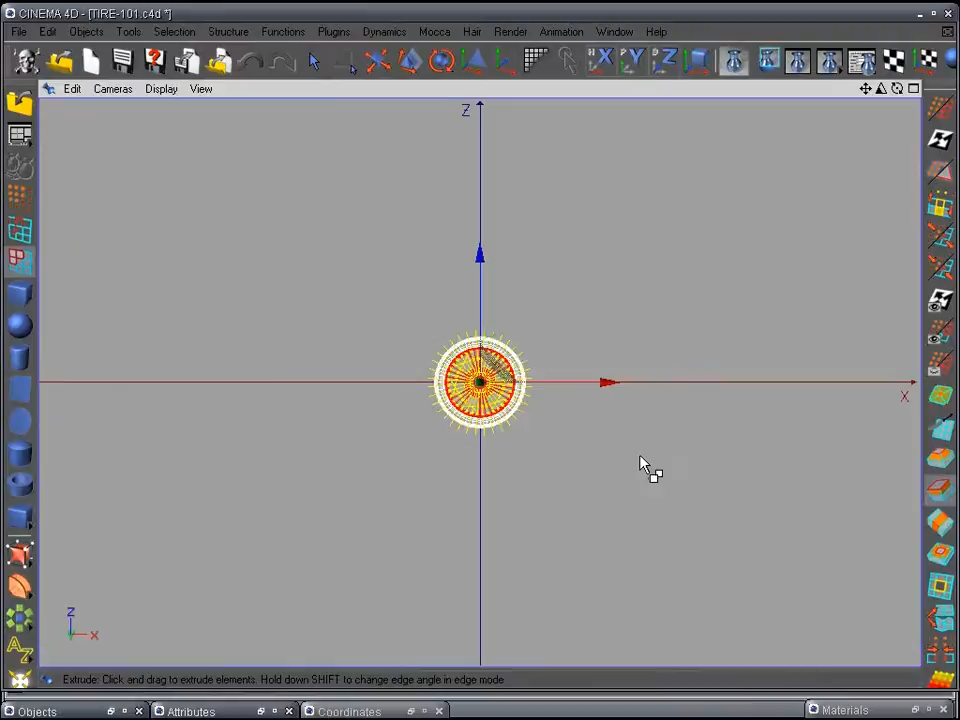 CINEMA 4D - [TIRE-101.c4d *]
File Edit Objects Tools Selection Structure Functions Plugins Dynamics Mocca Hair Render Animation Window Help
X Y Z
Edit Cameras Display View
Z
X
Z
X
Extrude: Click and drag to extrude elements. Hold down SHIFT to change edge angle in edge mode
Objects Attributes Coordinates Materials